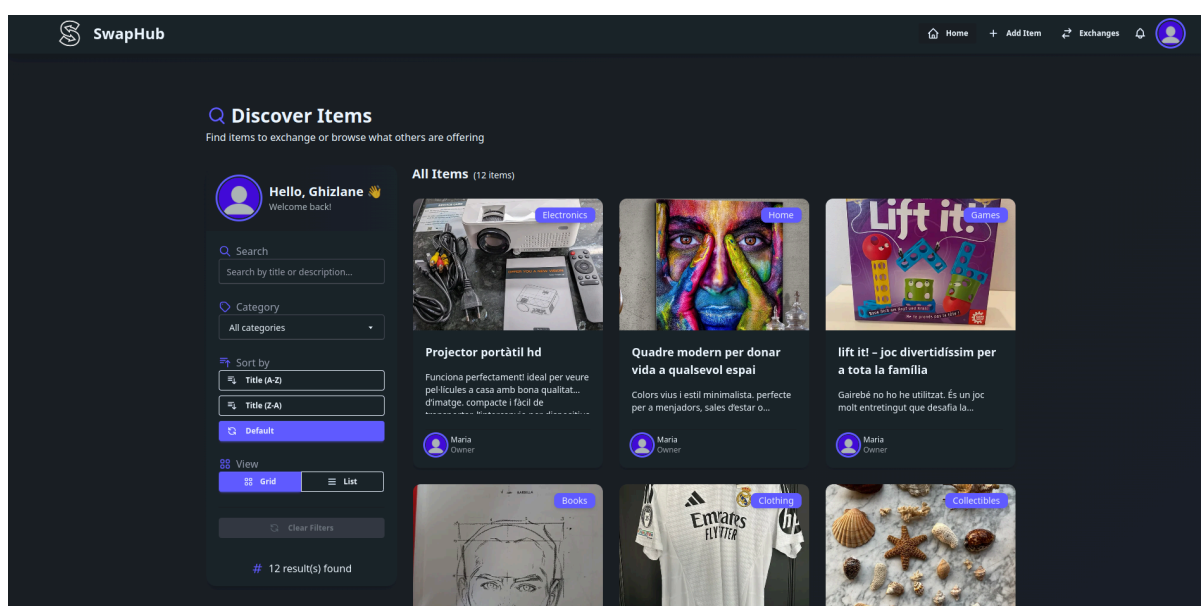 SwapHub
Home
Add Item
Exchanges
Discover Items
Find items to exchange or browse what others are offering
Hello, Ghizlane 👋
Welcome back!
Search
Search by title or description...
Category
All categories
Sort by
Title (A-Z)
Title (Z-A)
Default
View
Grid
List
Clear Filters
# 12 result(s) found
All Items (12 items)
Electronics
Projector portàtil hd
Funciona perfectament! ideal per veure
pel·lícules a casa amb bona qualitat...
d'imatge. compacte i fàcil de
Maria
Owner
Home
Quadre modern per donar
vida a qualsevol espai
Colors vius i estil minimalista. perfecte
per a menjadors, sales d'estar o...
Maria
Owner
Lift it!
Games
lift it! – joc divertidíssim per
a tota la família
Gairebé no ho he utilitzat. És un joc
molt entretingut que desafia la...
Maria
Owner
Books
Clothing
Emirates
Collectibles